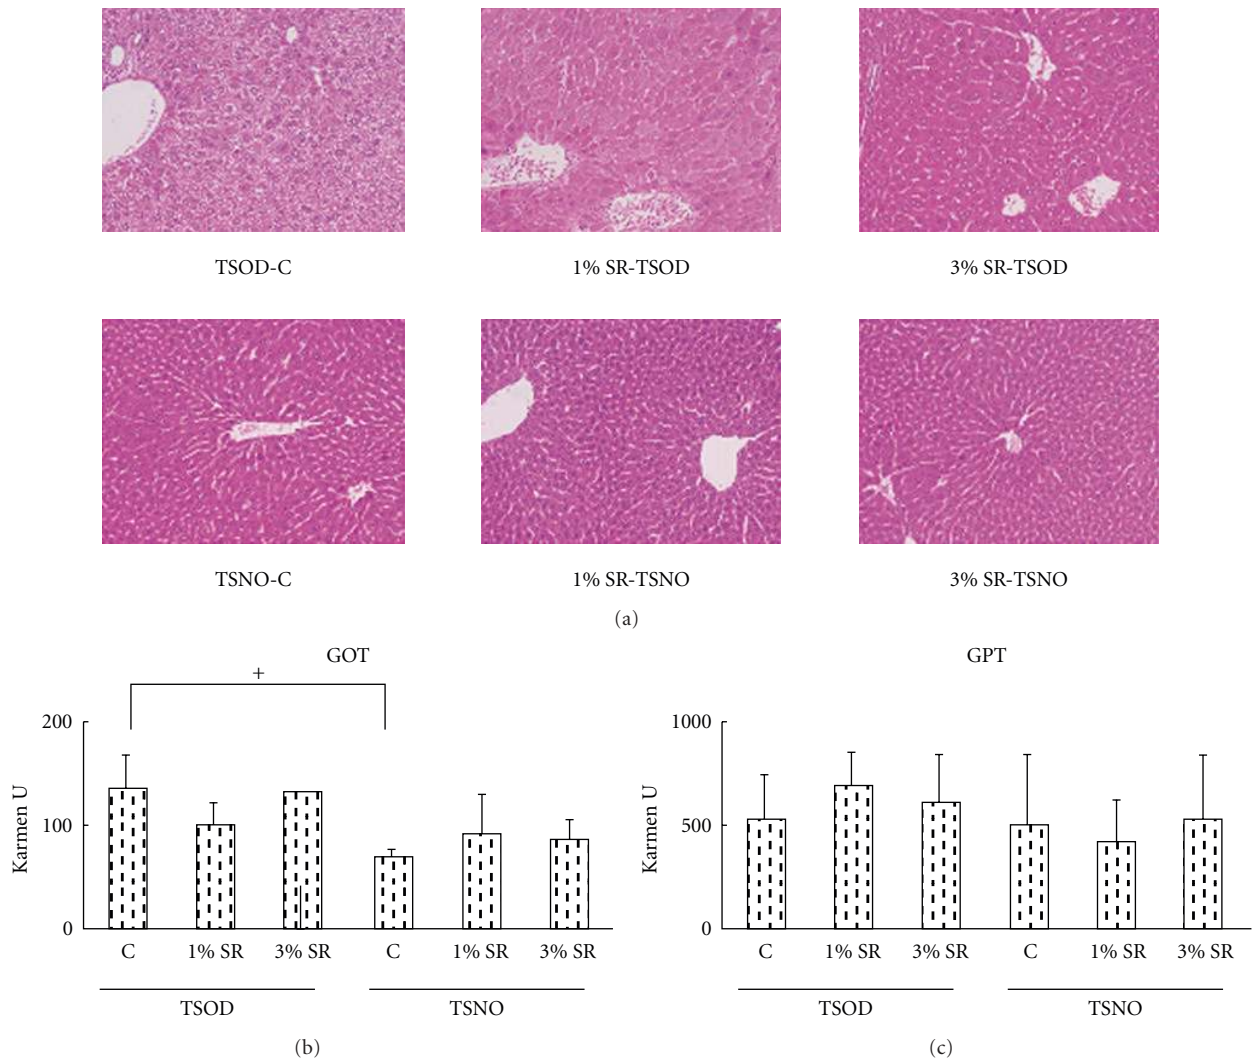 TSOD-C 1% SR-TSOD 3% SR-TSOD
TSNO-C 1% SR-TSNO 3% SR-TSNO
(a)
GOT
+
200
100
0
Karmen U
C 1% SR 3% SR C 1% SR 3% SR
TSOD TSNO
(b)
GPT
1000
500
0
Karmen U
C 1% SR 3% SR C 1% SR 3% SR
TSOD TSNO
(c)